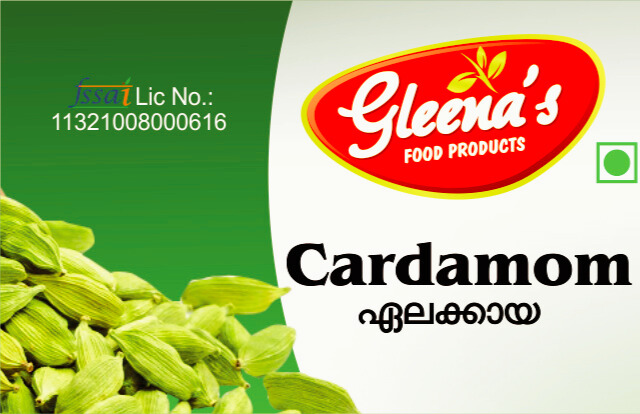 fssai Lic No.:
11321008000616
Gleena's
FOOD PRODUCTS
Cardamom
ഏലക്കായ